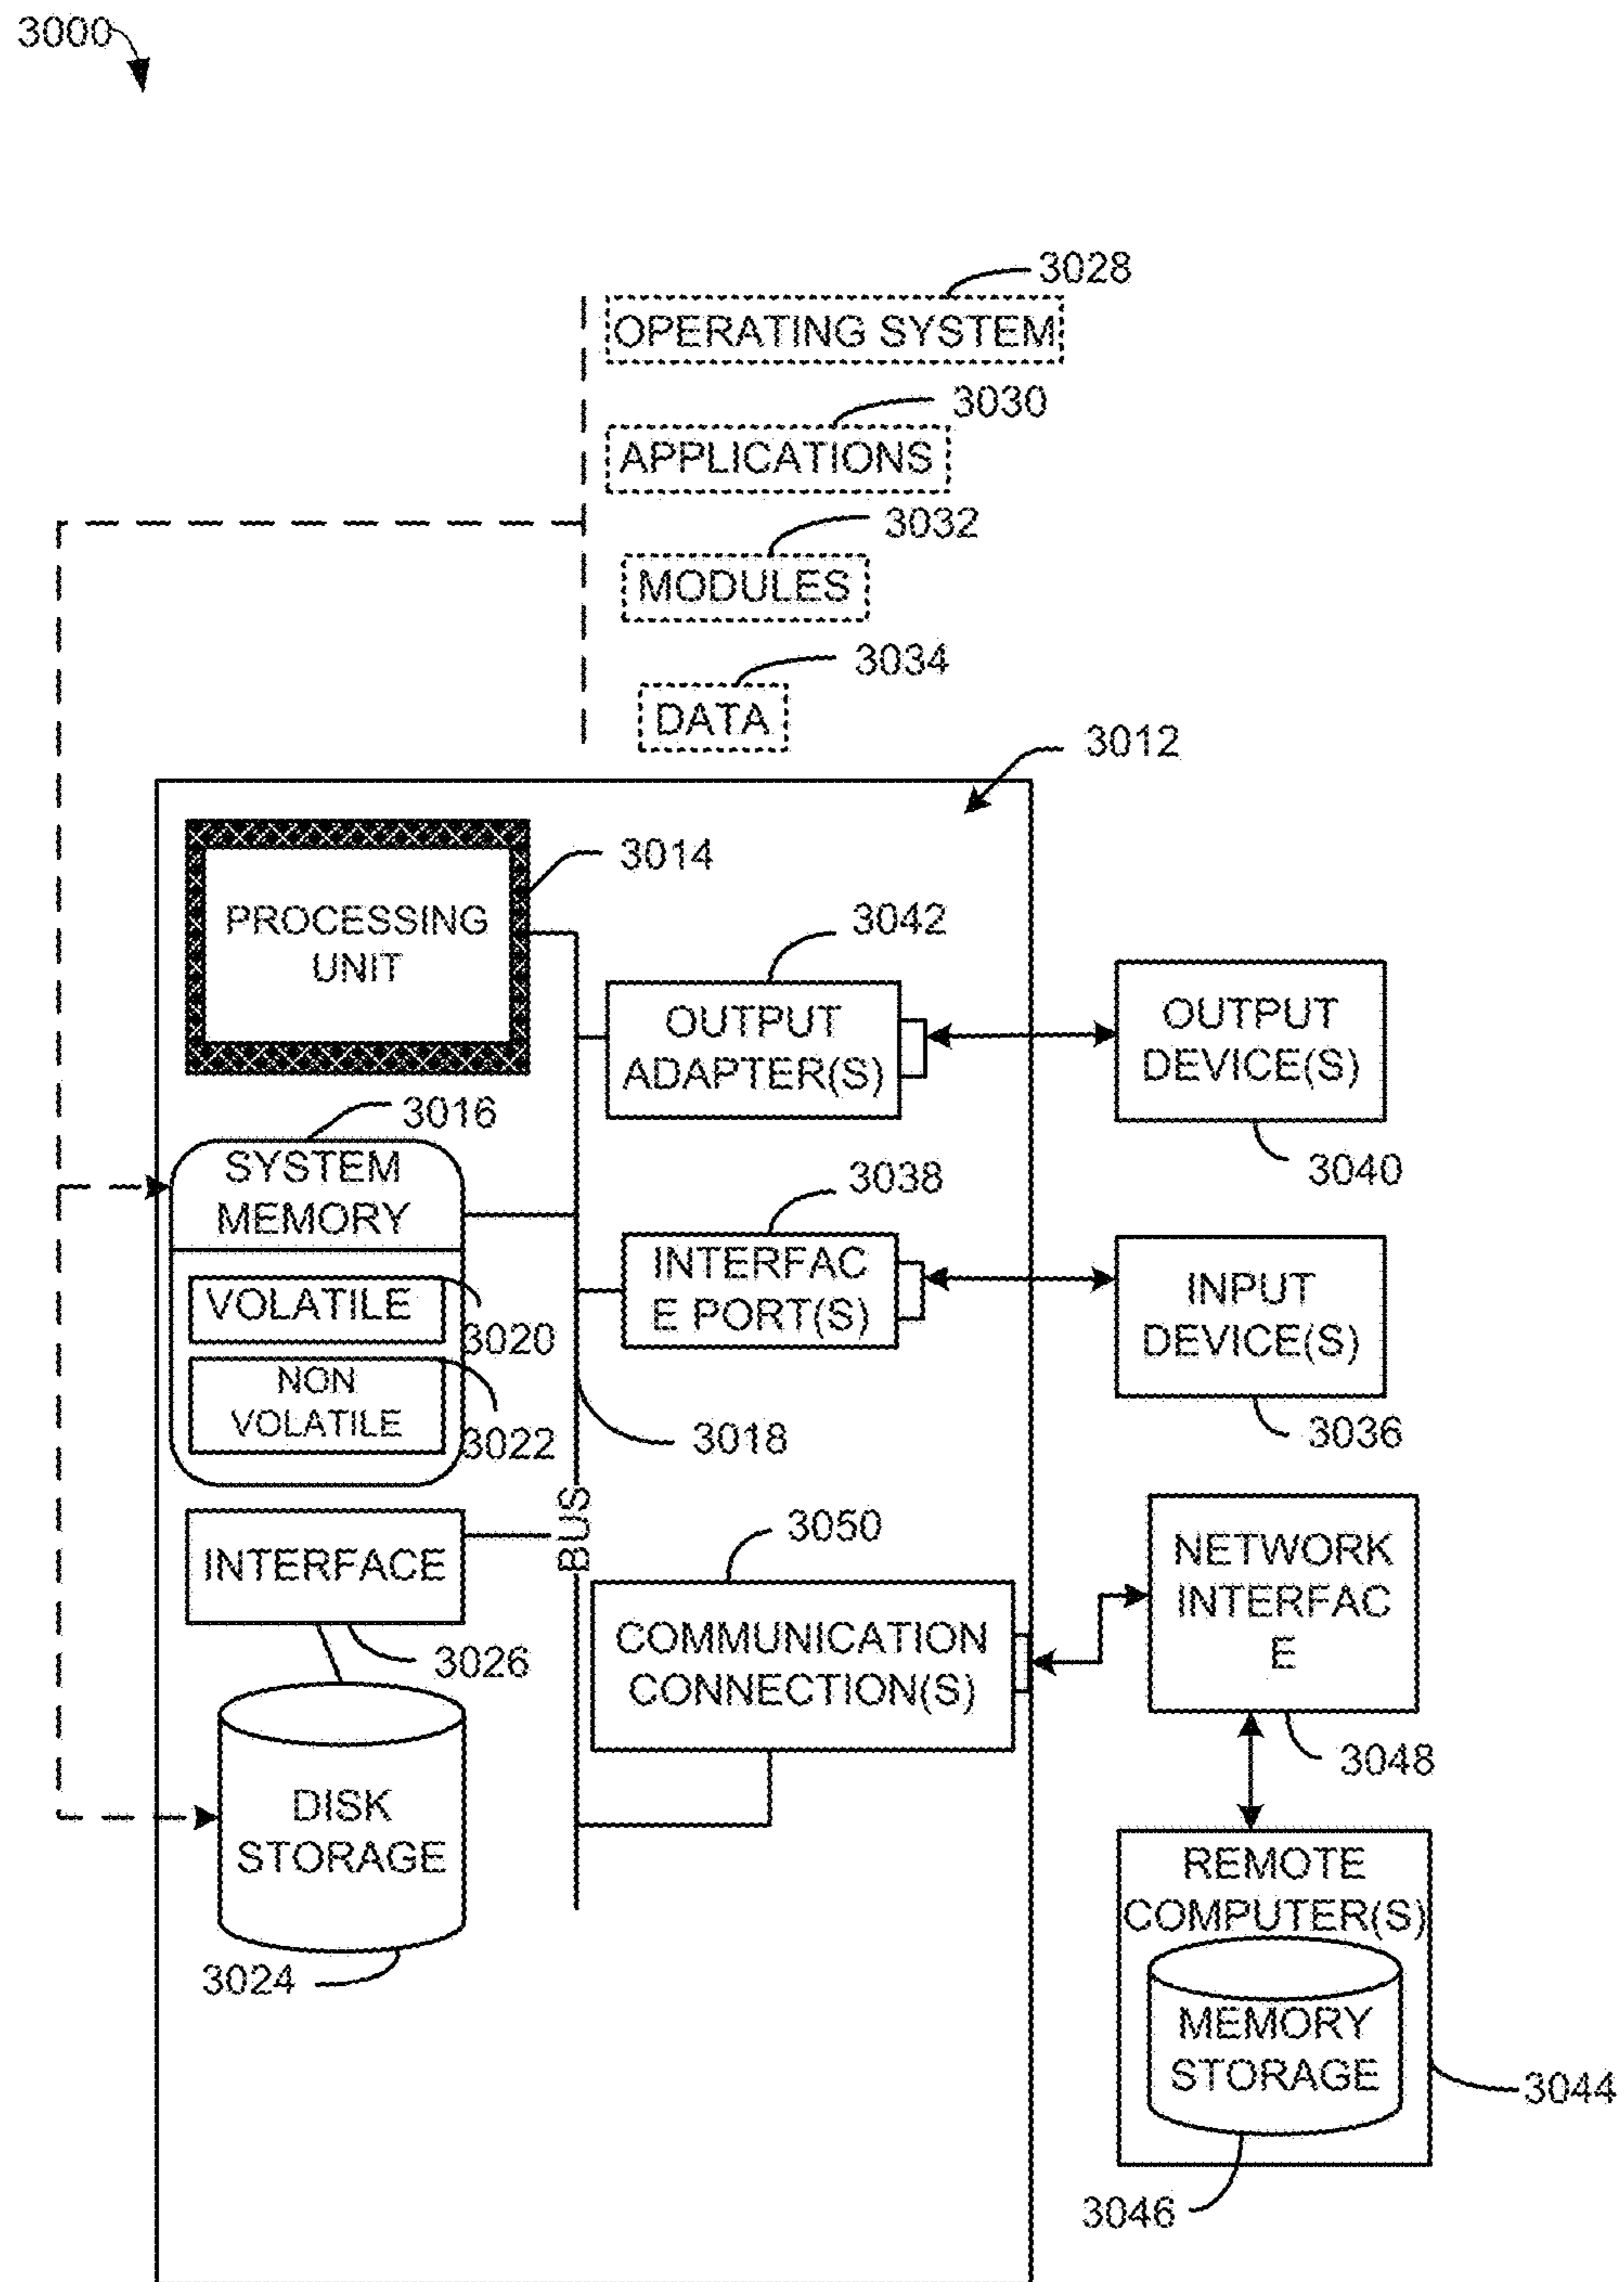 3000
3028
OPERATING SYSTEM
3030
APPLICATIONS
3032
MODULES
3034
DATA
3012
3014
PROCESSING
UNIT
3042
OUTPUT
ADAPTER(S)
OUTPUT
DEVICE(S)
3040
3016
SYSTEM
MEMORY
VOLATILE
3020
NON
VOLATILE
3022
3038
INTERFAC
E PORT(S)
INPUT
DEVICE(S)
3036
3018
BUS
INTERFACE
3026
3050
COMMUNICATION
CONNECTION(S)
NETWORK
INTERFAC
E
3048
DISK
STORAGE
3024
REMOTE
COMPUTER(S)
MEMORY
STORAGE
3044
3046